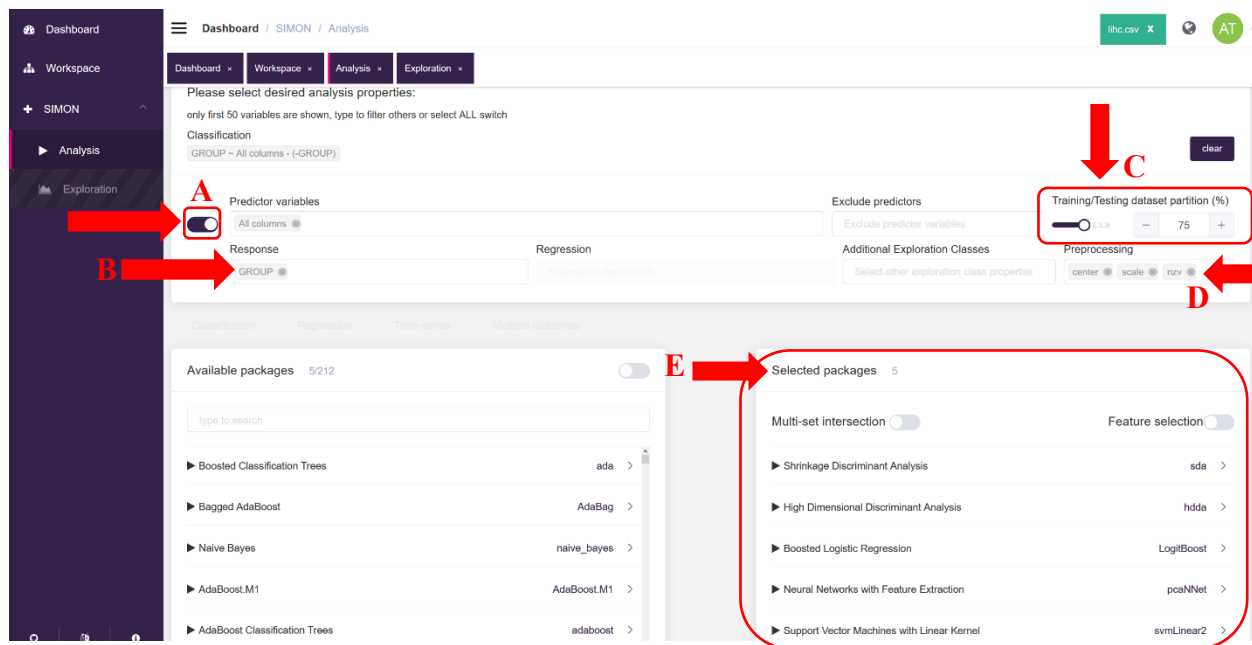 Dashboard
Dashboard / SIMON / Analysis
lihc.csv x
AT
Workspace
Dashboard × Workspace × Analysis × Exploration ×
SIMON
Please select desired analysis properties:
only first 50 variables are shown, type to filter others or select ALL switch
Classification
Analysis
GROUP ~ All columns - (-GROUP)
clear
C
Exploration
A
Predictor variables
Exclude predictors
Training/Testing dataset partition (%)
All columns
Exclude predictor variables
− 75 +
Response
Regression
Additional Exploration Classes
Preprocessing
B
GROUP
Select other exploration class properties
center scale nzv
D
Classification Regression Time-series Multiple outcomes
Available packages 5/212
E
Selected packages 5
type to search
Multi-set intersection
Feature selection
Boosted Classification Trees ada >
Shrinkage Discriminant Analysis sda >
Bagged AdaBoost AdaBag >
High Dimensional Discriminant Analysis hdda >
Naive Bayes naive_bayes >
Boosted Logistic Regression LogitBoost >
AdaBoost.M1 AdaBoost.M1 >
Neural Networks with Feature Extraction pcaNNet >
AdaBoost Classification Trees adaboost >
Support Vector Machines with Linear Kernel svmLinear2 >